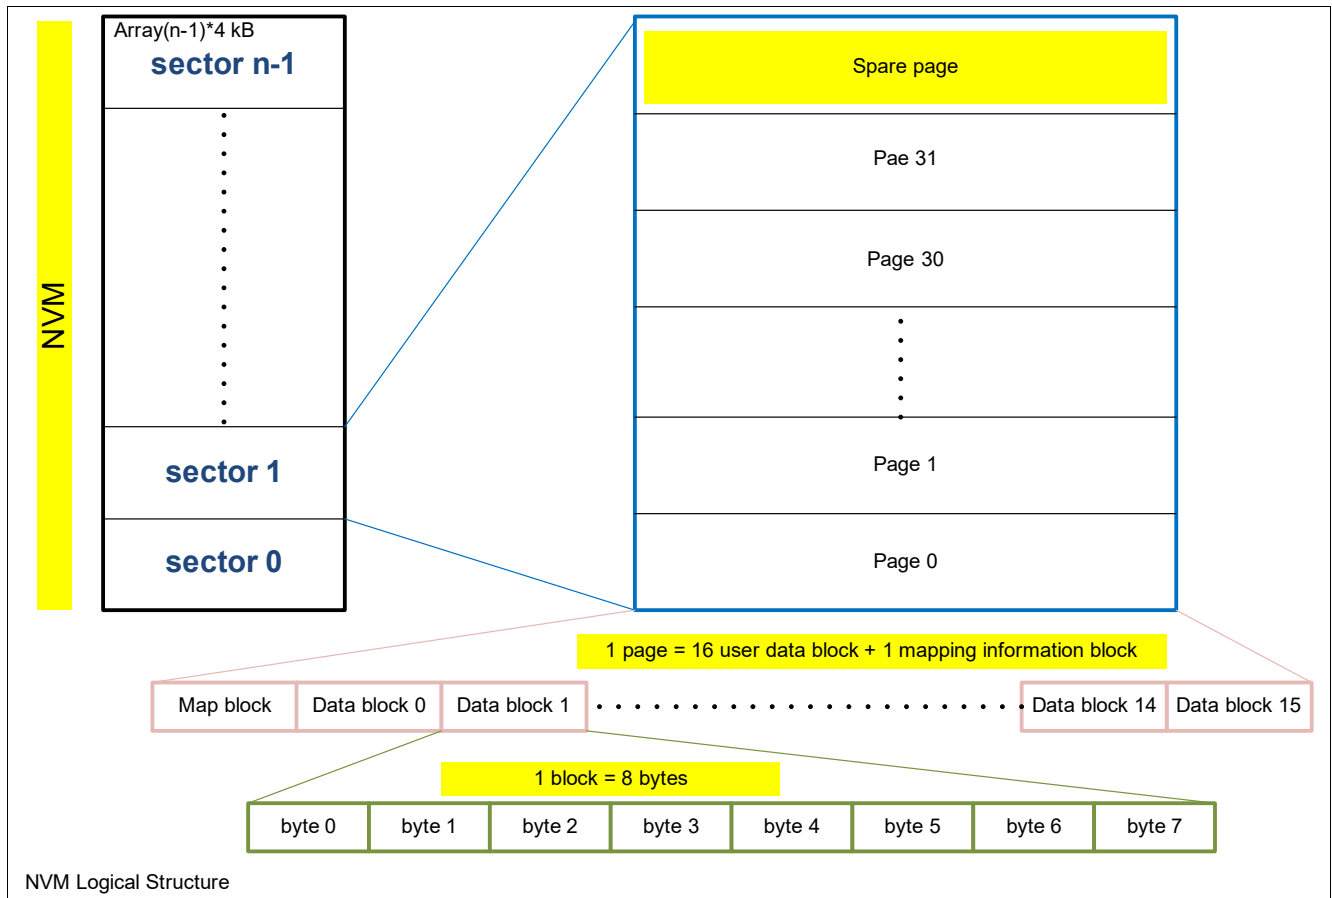 Array(n-1)*4 kB
sector n-1
sector 1
sector 0
NVM
Spare page
Pae 31
Page 30
Page 1
Page 0
1 page = 16 user data block + 1 mapping information block
Map block
Data block 0
Data block 1
Data block 14
Data block 15
1 block = 8 bytes
byte 0
byte 1
byte 2
byte 3
byte 4
byte 5
byte 6
byte 7
NVM Logical Structure